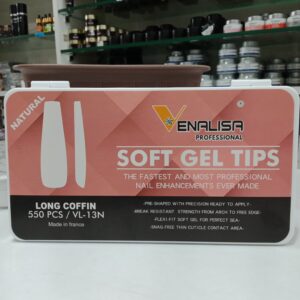 NATURAL
VENALISA
PROFESSIONAL
SOFT GEL TIPS
THE FASTEST AND MOST PROFESSIONAL
NAIL ENHANCEMENTS EVER MADE
LONG COFFIN
550 PCS / VL-13N
Made in france
-PRE-SHAPED WITH PRECISION READY TO APPLY-
-BREAK RESISTANT STRENGTH FROM ARCH TO FREE EDGE-
-FLEXI-FIT SOFT GEL FOR PERFECT SEA-
-SNAG-FREE THIN CUTICLE CONTACT AREA-